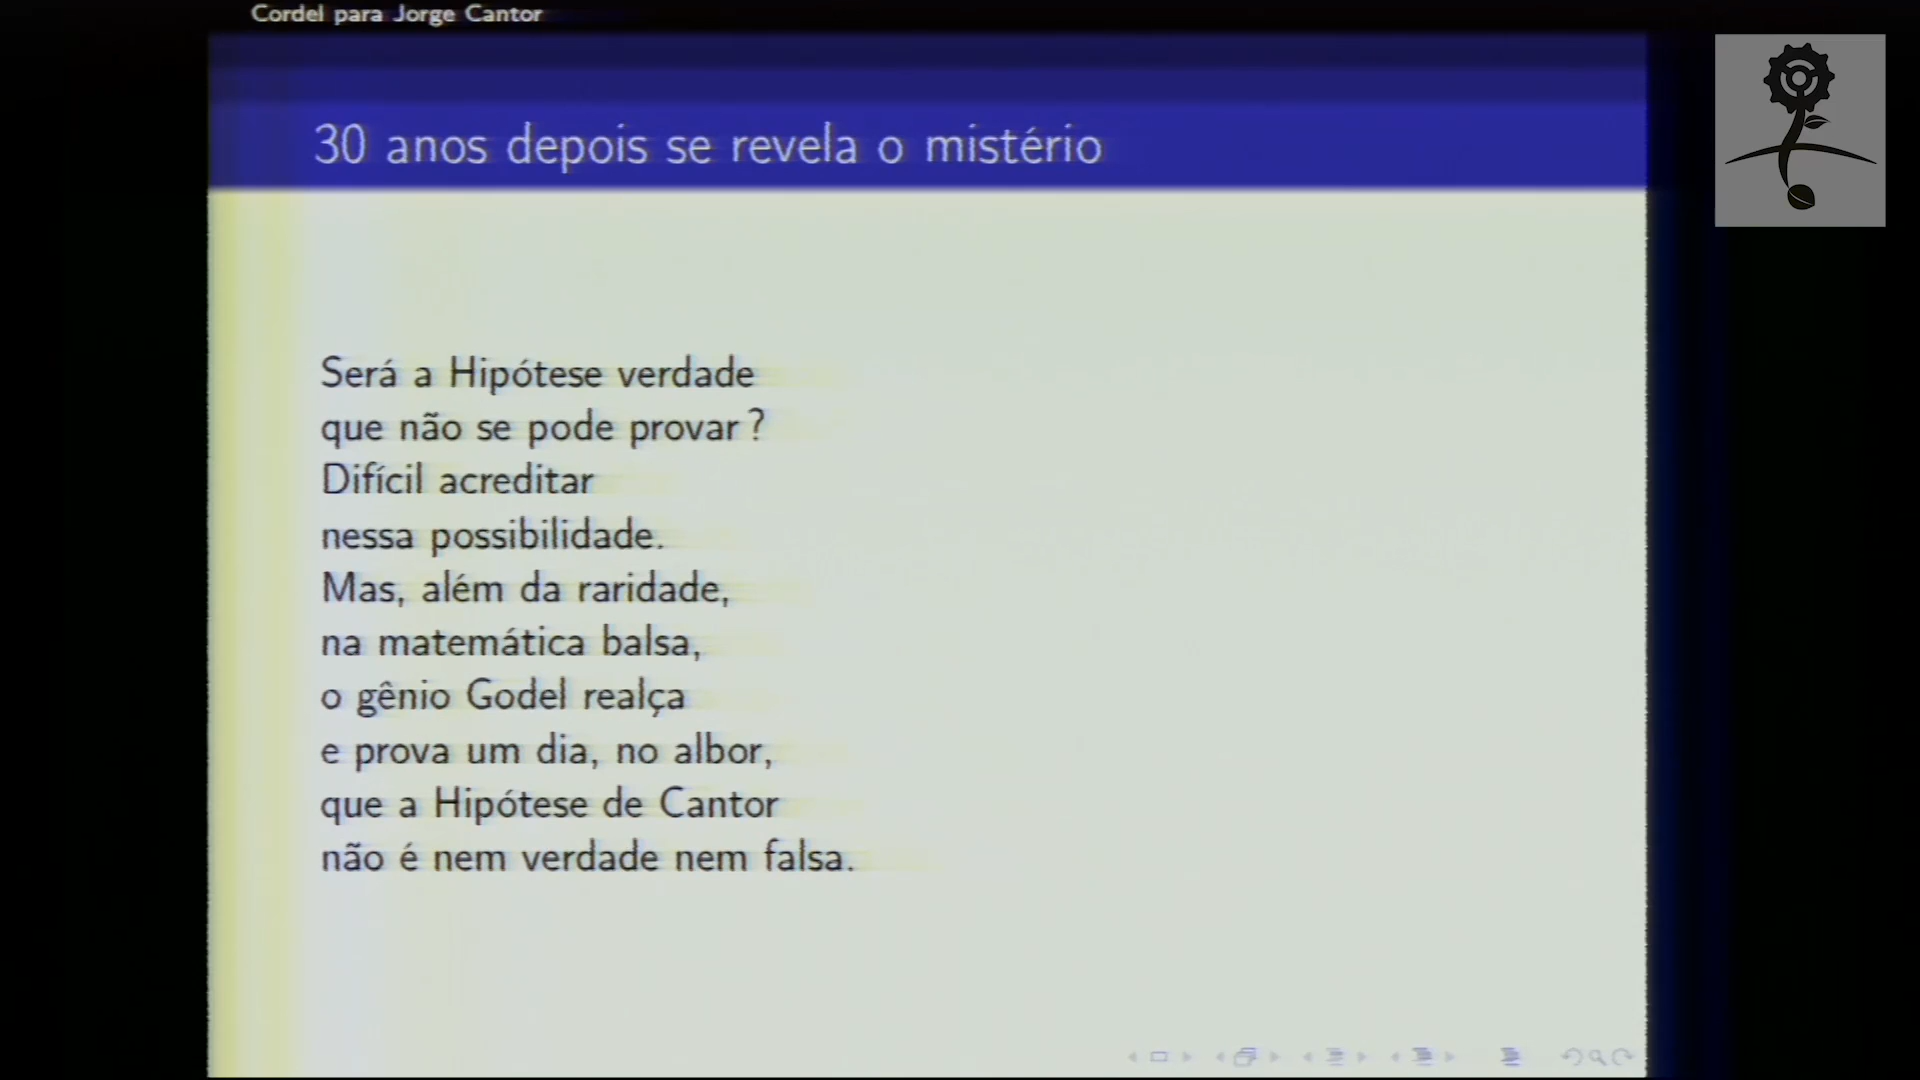 Cordel para Jorge Cantor
30 anos depois se revela o mistério
Será a Hipótese verdade
que não se pode provar ?
Difícil acreditar
nessa possibilidade.
Mas, além da raridade,
na matemática balsa,
o gênio Godel realça
e prova um dia, no albor,
que a Hipótese de Cantor
não é nem verdade nem falsa.